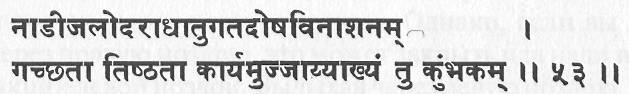 नाडीजलोदराधातुगतदोषविनाशनम् ।
गच्छता तिष्ठता कार्यमुज्जाय्याख्यं तु कुंभकम् ॥ ५३ ॥